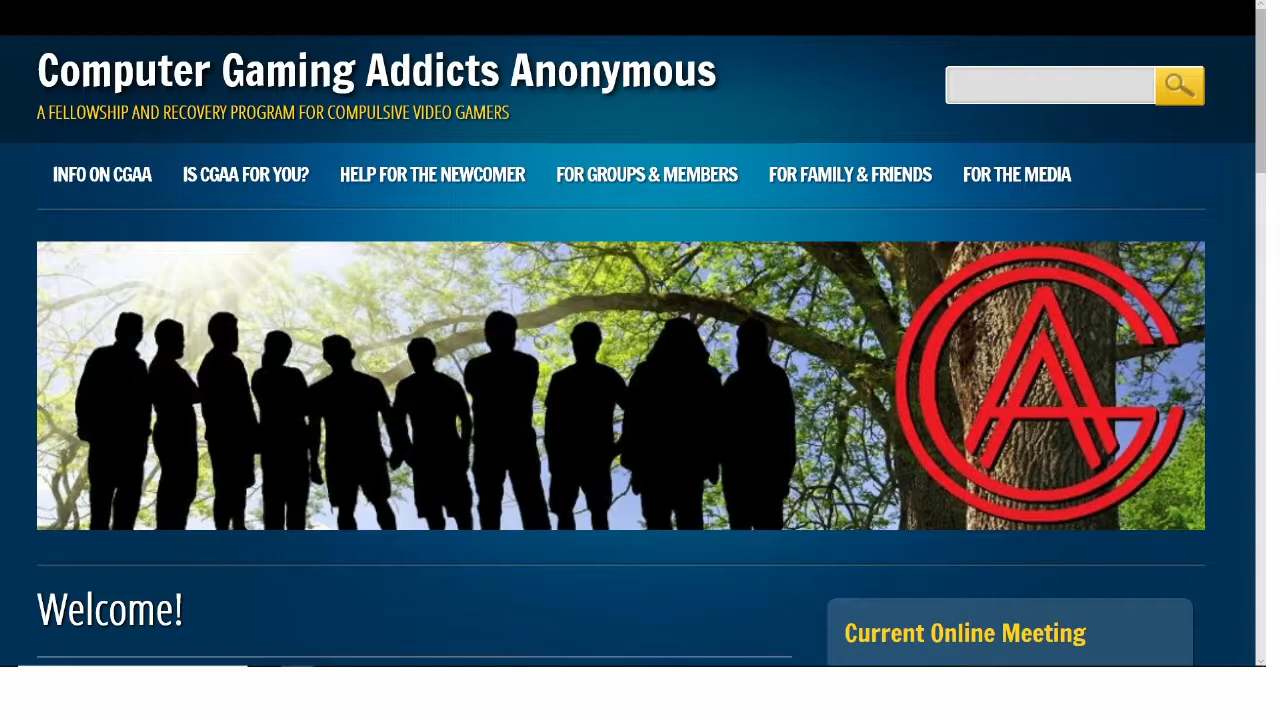 Computer Gaming Addicts Anonymous
A FELLOWSHIP AND RECOVERY PROGRAM FOR COMPULSIVE VIDEO GAMERS
INFO ON CGAA IS CGAA FOR YOU? HELP FOR THE NEWCOMER FOR GROUPS & MEMBERS FOR FAMILY & FRIENDS FOR THE MEDIA
CGA
Welcome!
Current Online Meeting